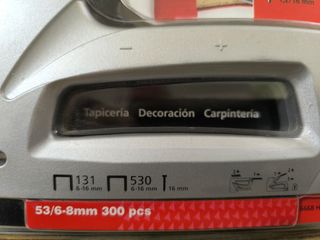 Tapicería Decoración Carpintería
131 530
6-16 mm 6-16 mm 16 mm
53/6-8mm 300 pcs